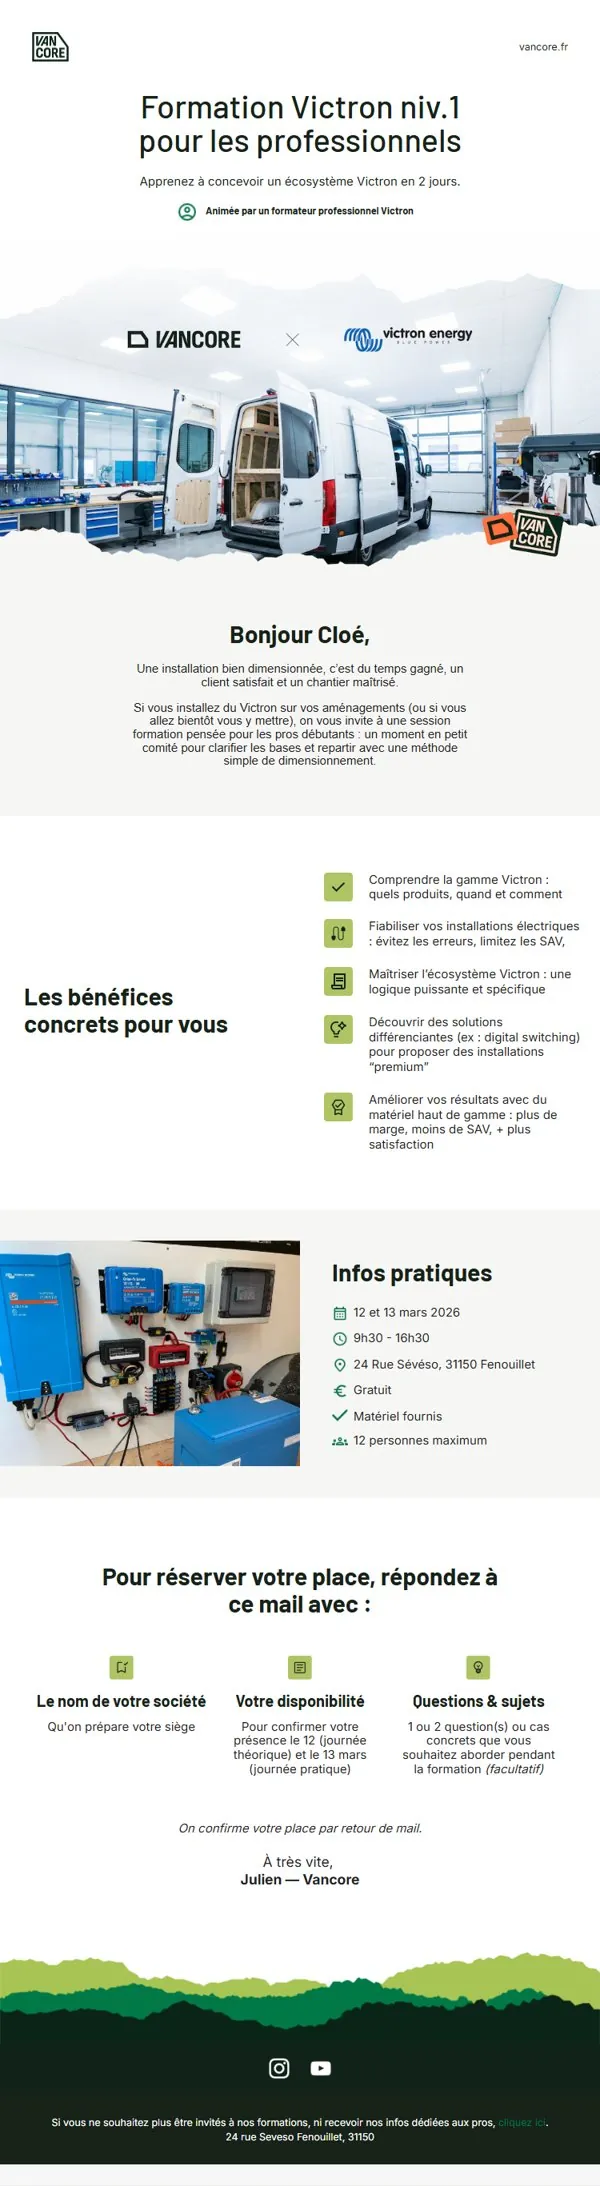 VAN
CORE
vancore.fr
Formation Victron niv.1
pour les professionnels
Apprenez à concevoir un écosystème Victron en 2 jours.
Animée par un formateur professionnel Victron
VANCORE
victron energy
BLUE POWER
VAN
CORE
Bonjour Cloé,
Une installation bien dimensionnée, c'est du temps gagné, un
client satisfait et un chantier maîtrisé.
Si vous installez du Victron sur vos aménagements (ou si vous
allez bientôt vous y mettre), on vous invite à une session
formation pensée pour les pros débutants : un moment en petit
comité pour clarifier les bases et repartir avec une méthode
simple de dimensionnement.
Les bénéfices
concrets pour vous
Comprendre la gamme Victron :
quels produits, quand et comment
Fiabiliser vos installations électriques
: évitez les erreurs, limitez les SAV,
Maîtriser l'écosystème Victron : une
logique puissante et spécifique
Découvrir des solutions
différenciantes (ex : digital switching)
pour proposer des installations
“premium”
Améliorer vos résultats avec du
matériel haut de gamme : plus de
marge, moins de SAV, + plus
satisfaction
Infos pratiques
12 et 13 mars 2026
9h30 - 16h30
24 Rue Sévéso, 31150 Fenouillet
Gratuit
Matériel fournis
12 personnes maximum
Pour réserver votre place, répondez à
ce mail avec :
Le nom de votre société
Qu'on prépare votre siège
Votre disponibilité
Pour confirmer votre
présence le 12 (journée
théorique) et le 13 mars
(journée pratique)
Questions & sujets
1 ou 2 question(s) ou cas
concrets que vous
souhaitez aborder pendant
la formation (facultatif)
On confirme votre place par retour de mail.
À très vite,
Julien — Vancore
Si vous ne souhaitez plus être invités à nos formations, ni recevoir nos infos dédiées aux pros, cliquez ici.
24 rue Seveso Fenouillet, 31150